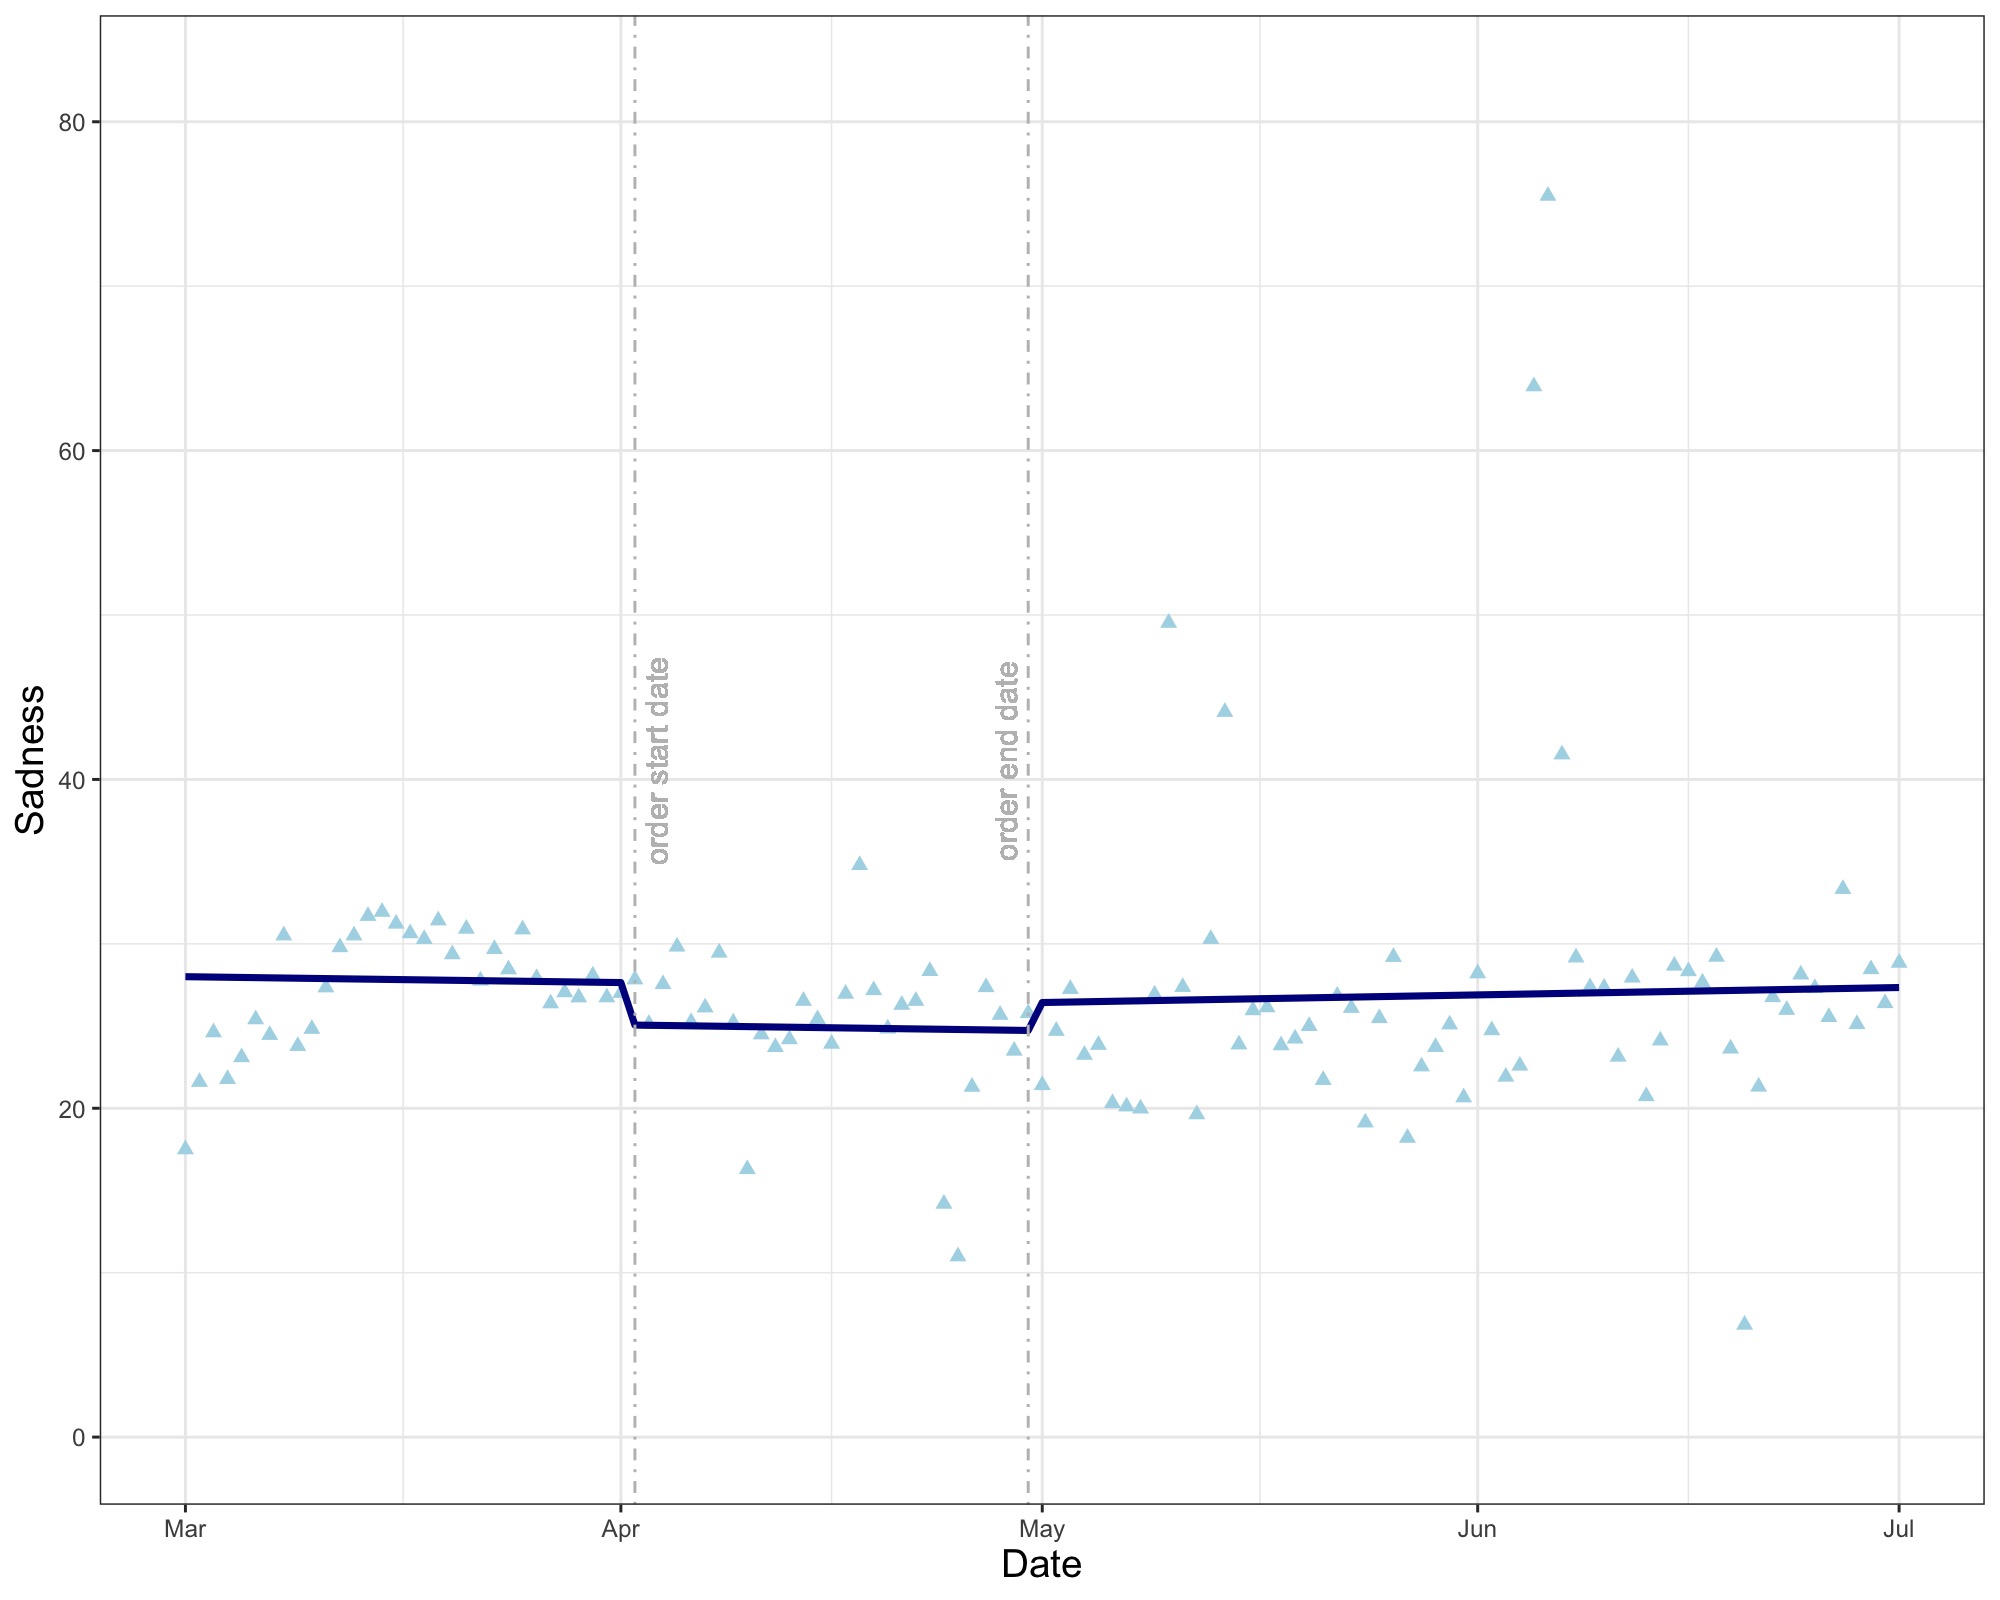 80
60
40
20
0
Sadness
order start date
order end date
Mar
Apr
May
Jun
Jul
Date